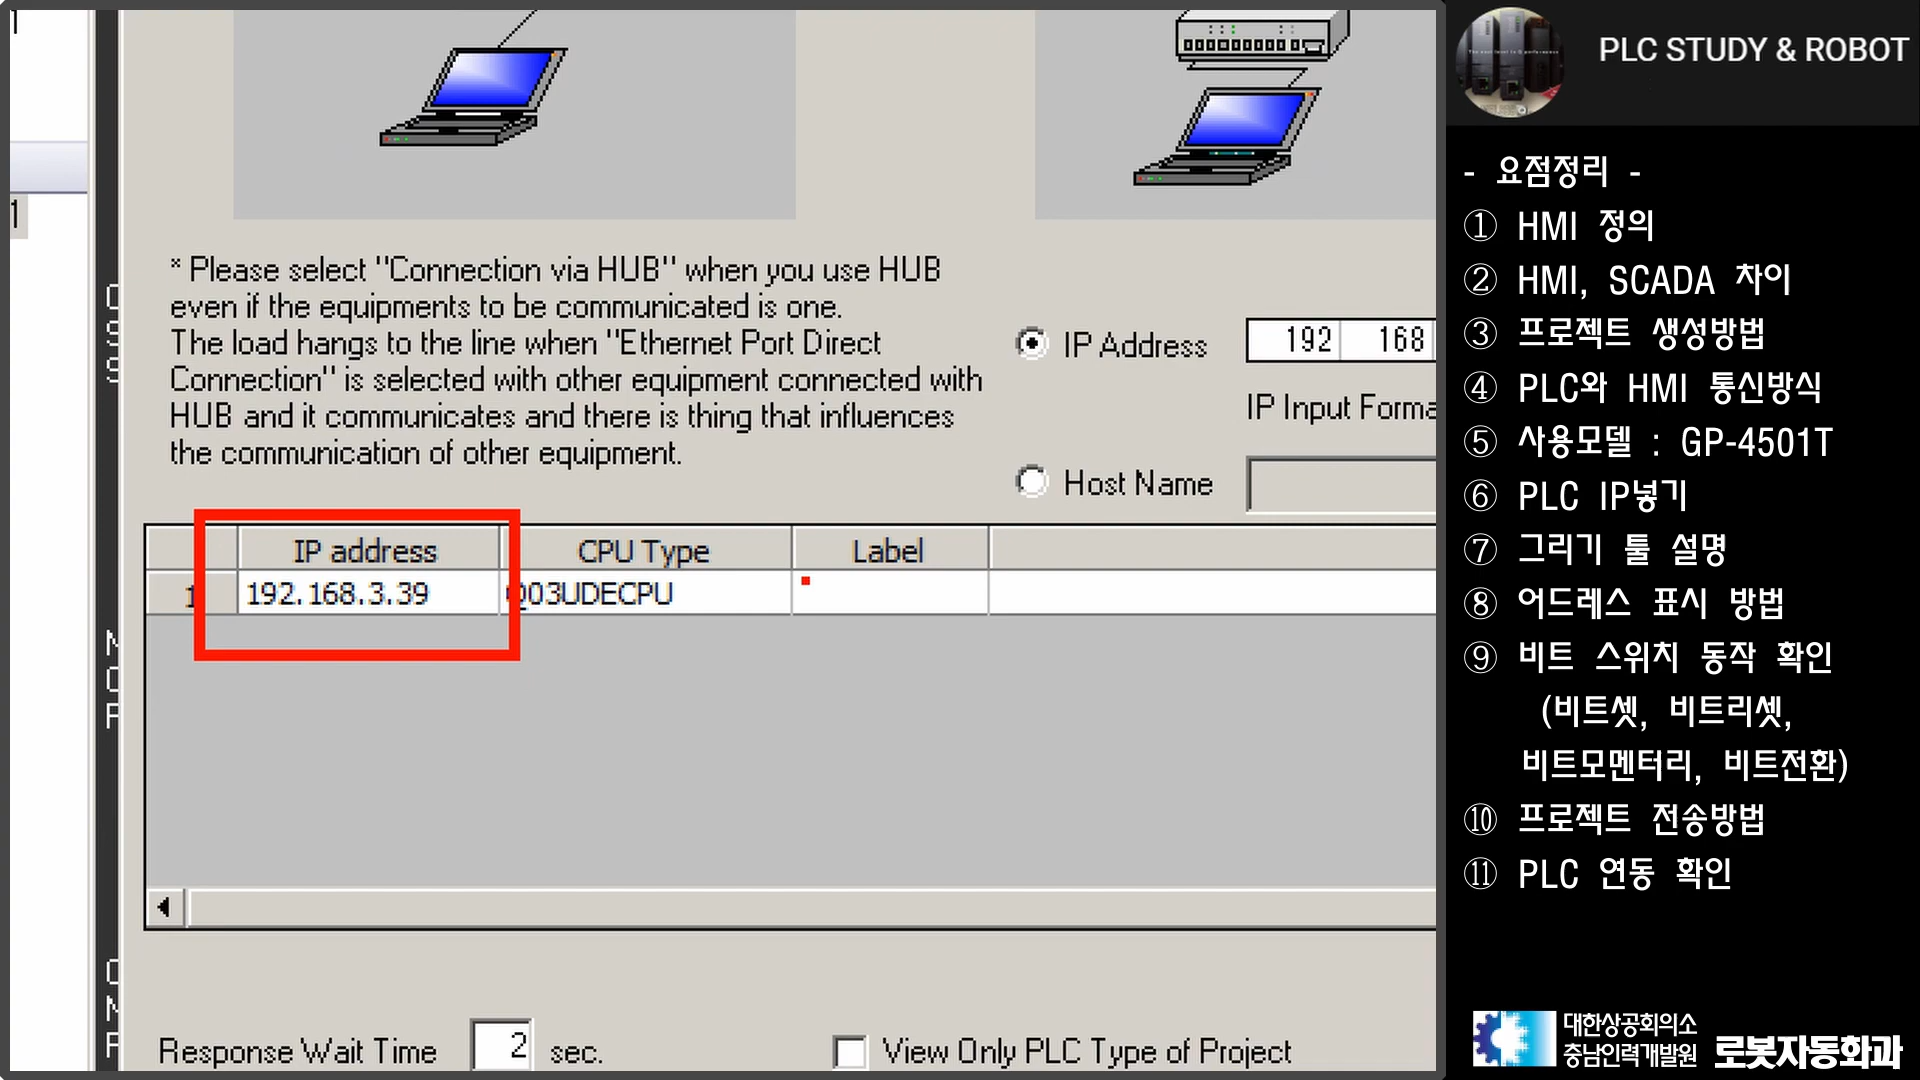 * Please select "Connection via HUB" when you use HUB
even if the equipments to be communicated is one.
The load hangs to the line when "Ethernet Port Direct
Connection" is selected with other equipment connected with
HUB and it communicates and there is thing that influences
the communication of other equipment.
IP Address 192 168
IP Input Forma
Host Name
IP address CPU Type Label
1 192.168.3.39 Q03UDECPU
Response Wait Time 2 sec. View Only PLC Type of Project
PLC STUDY & ROBOT
- 요점정리 -
① HMI 정의
② HMI, SCADA 차이
③ 프로젝트 생성방법
④ PLC와 HMI 통신방식
⑤ 사용모델 : GP-4501T
⑥ PLC IP넣기
⑦ 그리기 툴 설명
⑧ 어드레스 표시 방법
⑨ 비트 스위치 동작 확인
(비트셋, 비트리셋,
비트모멘터리, 비트전환)
⑩ 프로젝트 전송방법
⑪ PLC 연동 확인
대한상공회의소
충남인력개발원 로봇자동화과